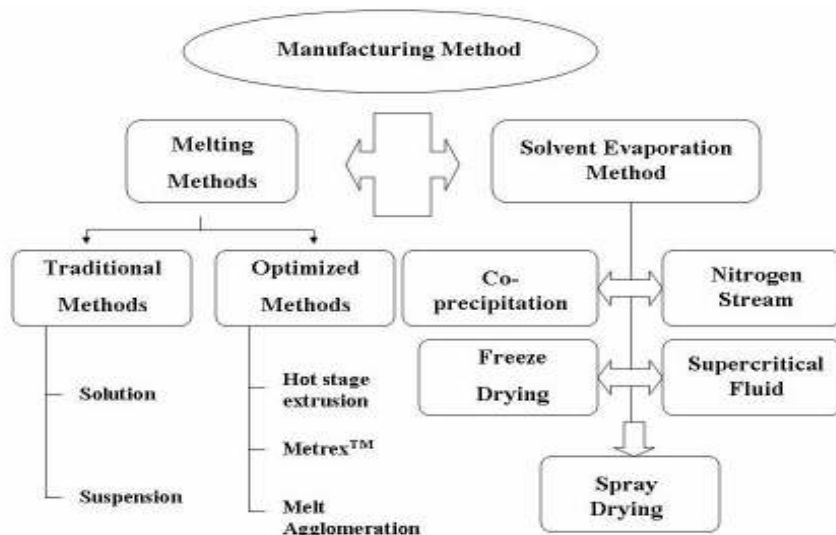 Manufacturing Method
Melting
Methods
Solvent Evaporation
Method
Traditional
Methods
Optimized
Methods
Co-
precipitation
Nitrogen
Stream
Freeze
Drying
Supercritical
Fluid
Solution
Suspension
Hot stage
extrusion
Metrex™
Melt
Agglomeration
Spray
Drying